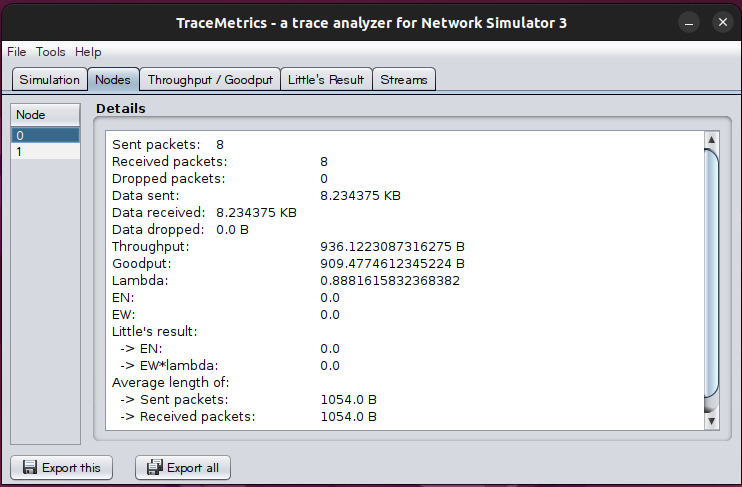 TraceMetrics - a trace analyzer for Network Simulator 3
File Tools Help
Simulation Nodes Throughput / Goodput Little's Result Streams
Node
0
1
Details
Sent packets: 8
Received packets: 8
Dropped packets: 0
Data sent: 8.234375 KB
Data received: 8.234375 KB
Data dropped: 0.0 B
Throughput: 936.1223087316275 B
Goodput: 909.4774612345224 B
Lambda: 0.8881615832368382
EN: 0.0
EW: 0.0
Little's result:
-> EN: 0.0
-> EW*lambda: 0.0
Average length of:
-> Sent packets: 1054.0 B
-> Received packets: 1054.0 B
Export this Export all